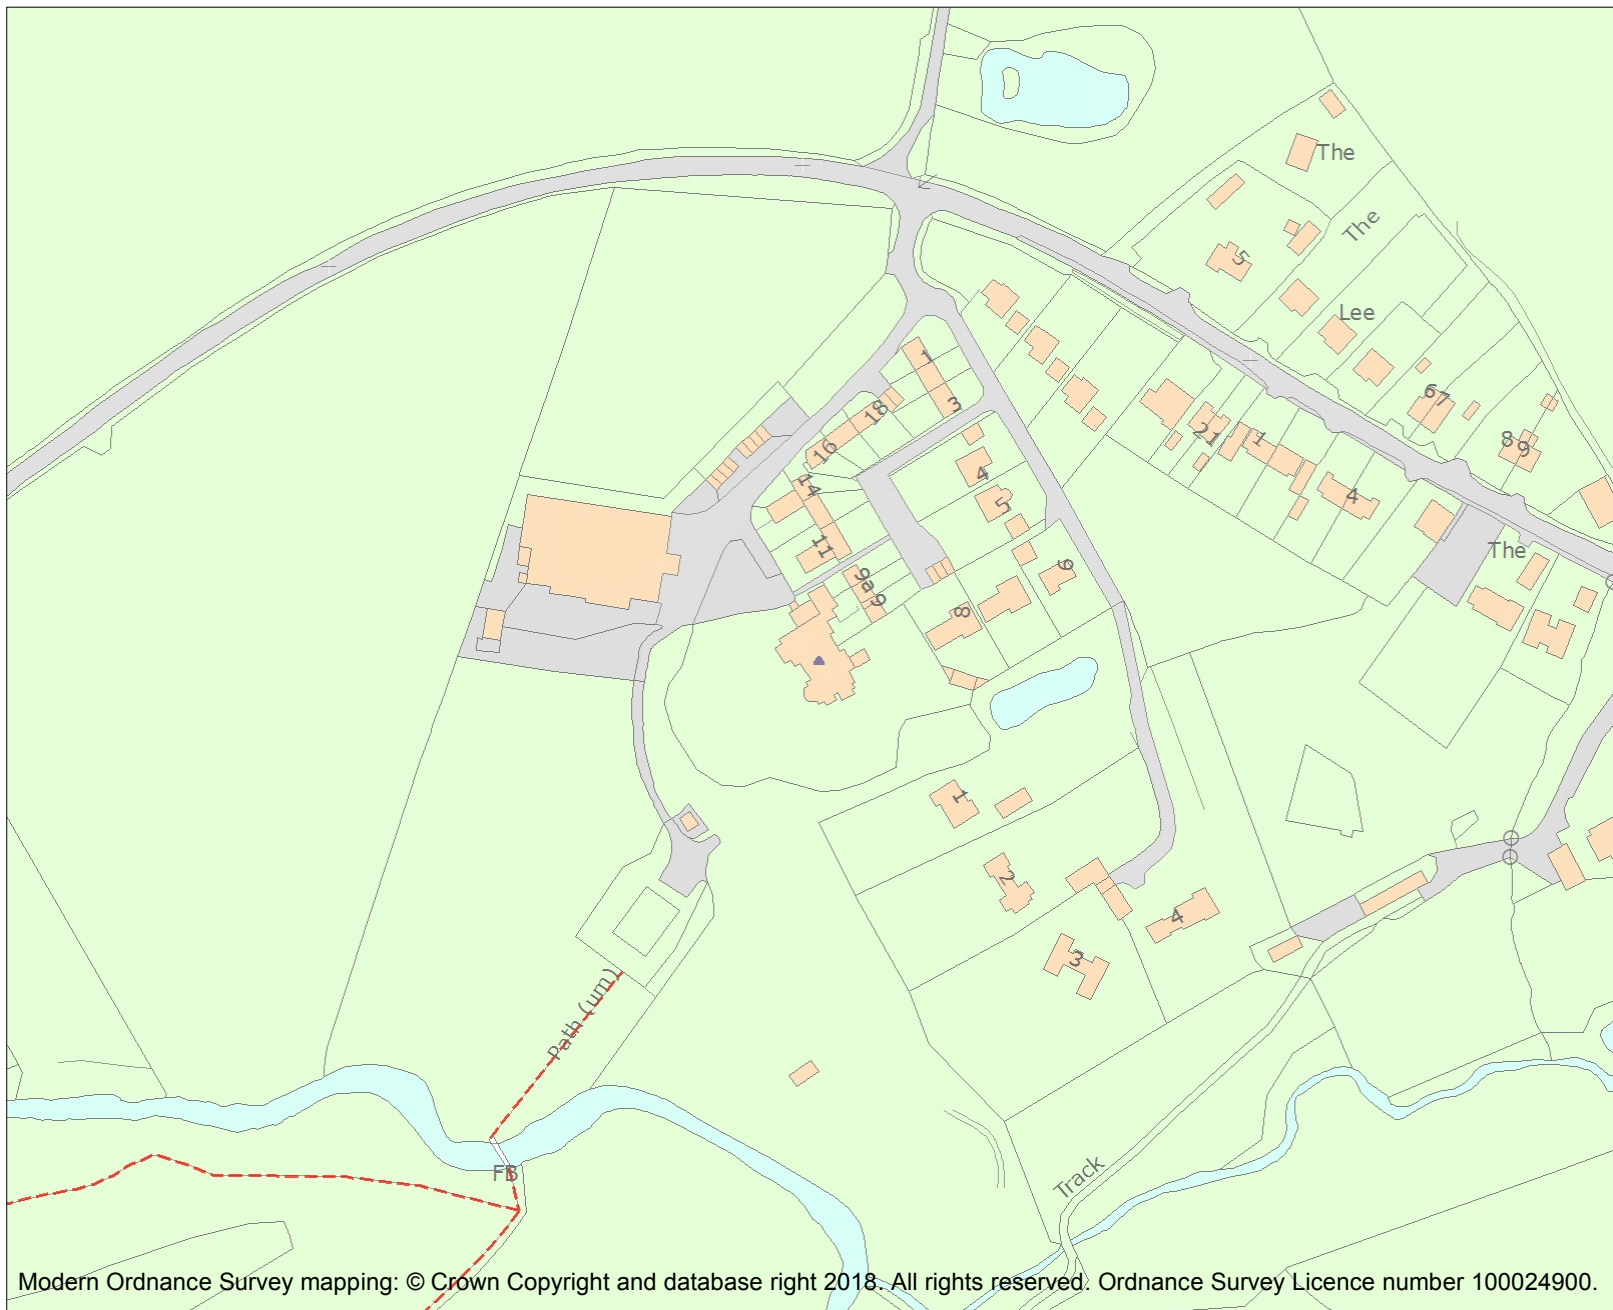 The
The
5
Lee
1
3
18
16
67
21
1
8 9
4
4
5
14
11
The
9a
9
9
8
1
2
4
3
Path (um)
FB
Track
Modern Ordnance Survey mapping: © Crown Copyright and database right 2018. All rights reserved. Ordnance Survey Licence number 100024900.